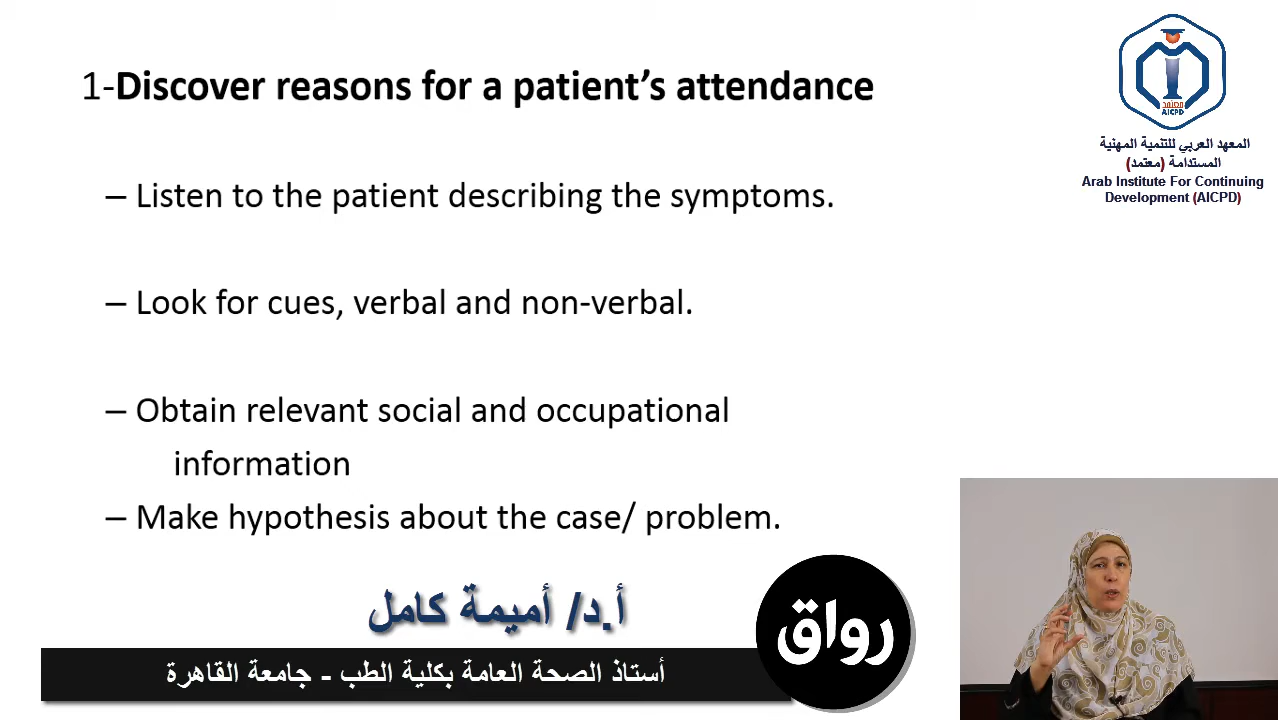 1-Discover reasons for a patient’s attendance
– Listen to the patient describing the symptoms.
– Look for cues, verbal and non-verbal.
– Obtain relevant social and occupational
information
– Make hypothesis about the case/ problem.
معتمد
AICPD
المعهد العربي للتنمية المهنية
المستدامة (معتمد)
Arab Institute For Continuing
Development (AICPD)
أ.د/ أميمة كامل
رواق
أستاذ الصحة العامة بكلية الطب - جامعة القاهرة